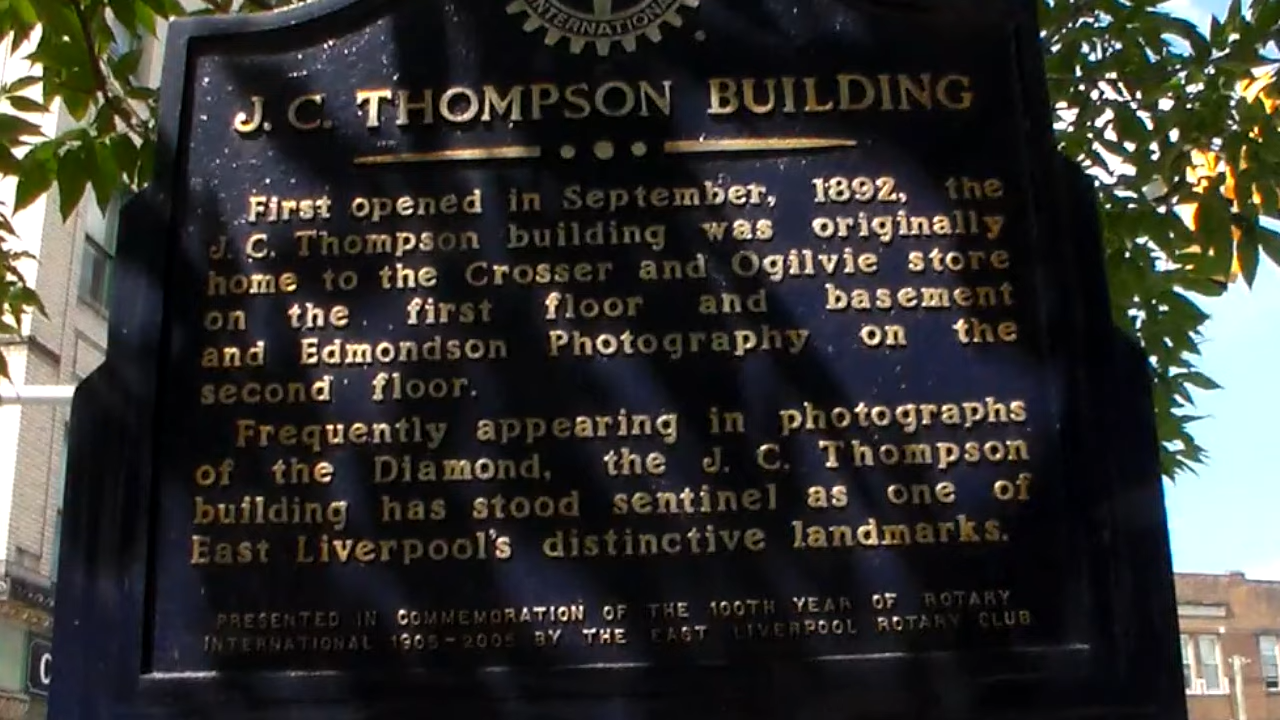 INTERNATIONAL
J. C. THOMPSON BUILDING
First opened in September, 1892, the
J. C. Thompson building was originally
home to the Crosser and Ogilvie store
on the first floor and basement
and Edmondson Photography on the
second floor.
Frequently appearing in photographs
of the Diamond, the J. C. Thompson
building has stood sentinel as one of
East Liverpool's distinctive landmarks.
PRESENTED IN COMMEMORATION OF THE 100TH YEAR OF ROTARY
INTERNATIONAL 1905-2005 BY THE EAST LIVERPOOL ROTARY CLUB
C